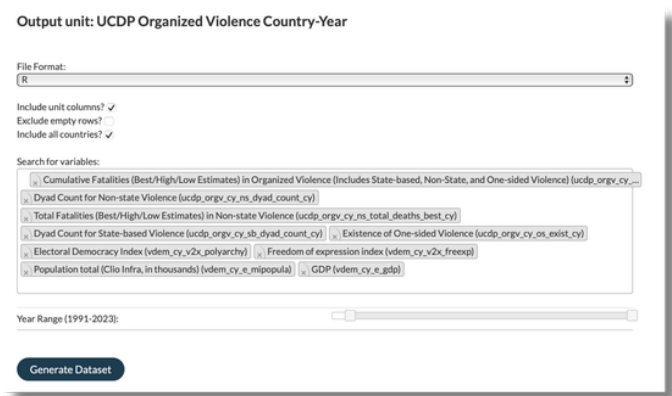 Output unit: UCDP Organized Violence Country-Year
File Format:
R
Include unit columns?
Exclude empty rows?
Include all countries?
Search for variables:
× Cumulative Fatalities (Best/High/Low Estimates) in Organized Violence (Includes State-based, Non-State, and One-sided Violence) (ucdp_orgv_cy_...
× Dyad Count for Non-state Violence (ucdp_orgv_cy_ns_dyad_count_cy)
× Total Fatalities (Best/High/Low Estimates) in Non-state Violence (ucdp_orgv_cy_ns_total_deaths_best_cy)
× Dyad Count for State-based Violence (ucdp_orgv_cy_sb_dyad_count_cy) × Existence of One-sided Violence (ucdp_orgv_cy_os_exist_cy)
× Electoral Democracy Index (vdem_cy_v2x_polyarchy) × Freedom of expression index (vdem_cy_v2x_freexp)
× Population total (Clio Infra, in thousands) (vdem_cy_e_mipopula) × GDP (vdem_cy_e_gdp)
Year Range (1991-2023):
Generate Dataset